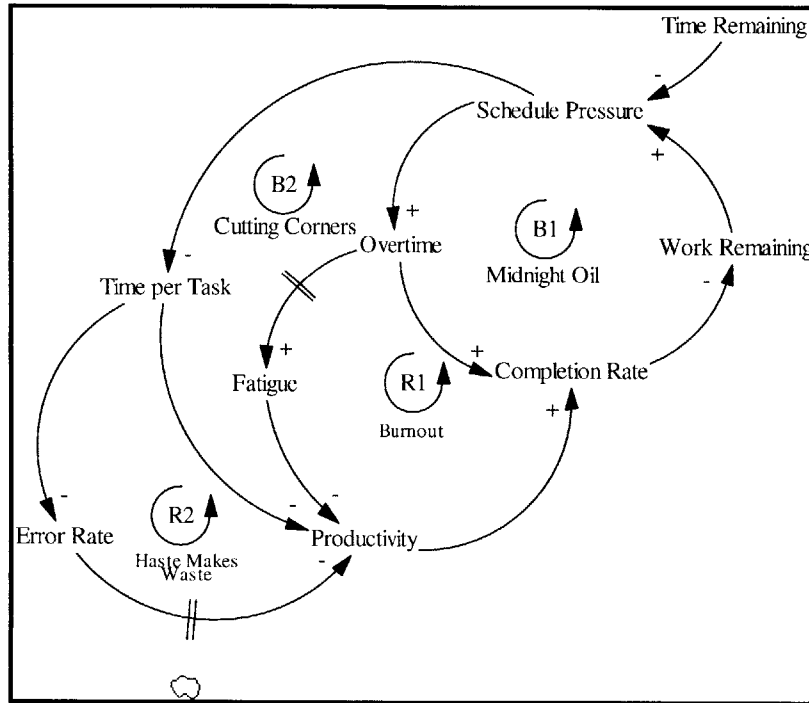 Time Remaining
-
Schedule Pressure
+
B2
Cutting Corners
+
B1
Midnight Oil
Overtime
Work Remaining
-
-
Time per Task
+
+
Fatigue
R1
Burnout
Completion Rate
+
-
R2
Haste Makes
Waste
-
-
Error Rate
Productivity
-